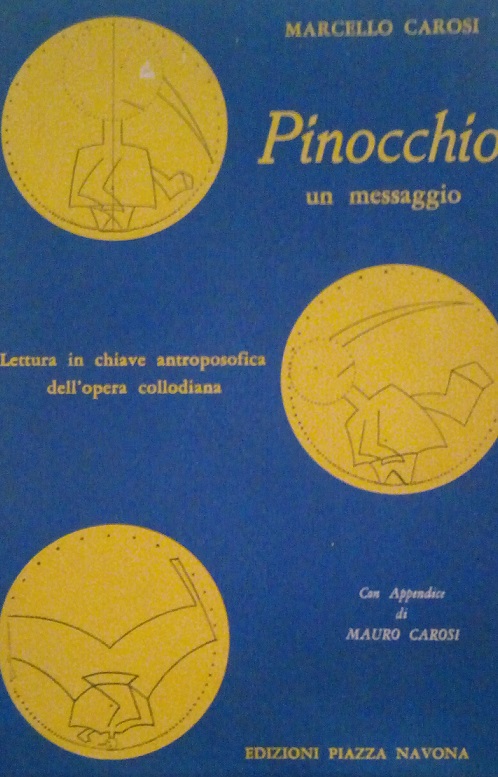 MARCELLO CAROSI
Pinocchio
un messaggio
Lettura in chiave antroposofica
dell'opera collodiana
Con Appendice
di
MAURO CAROSI
EDIZIONI PIAZZA NAVONA